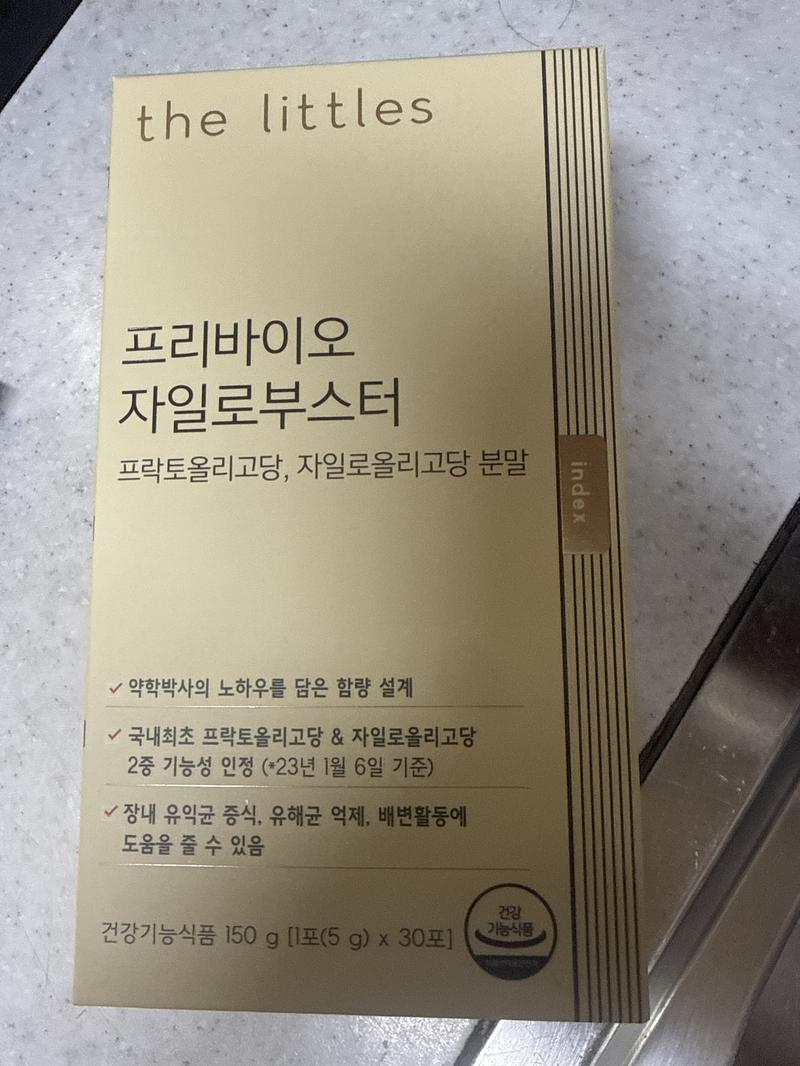 the littles
프리바이오
자일로부스터
프락토올리고당, 자일로올리고당 분말
index
약학박사의 노하우를 담은 함량 설계
국내최초 프락토올리고당 & 자일로올리고당
2중 기능성 인정 (*23년 1월 6일 기준)
장내 유익균 증식, 유해균 억제, 배변활동에
도움을 줄 수 있음
건강기능식품 150 g [1포(5 g) x 30포]
건강
기능식품